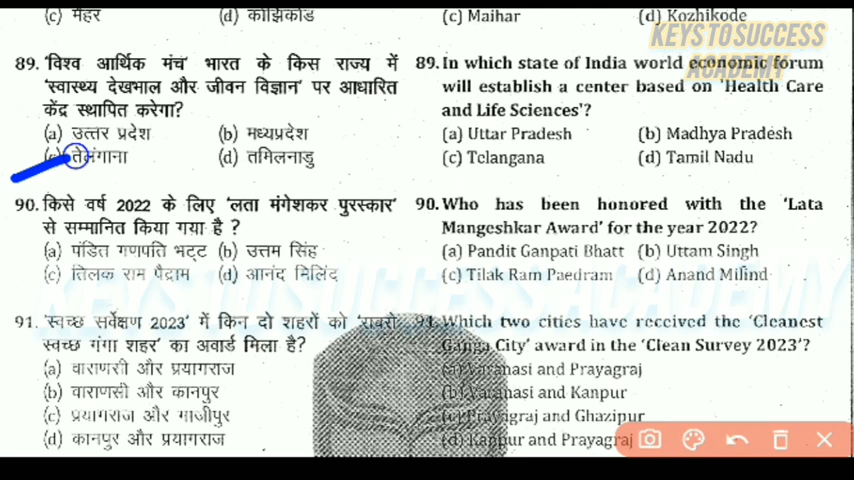 (c) मैहर
(d) कोझिकोड
89. 'विश्व आर्थिक मंच' भारत के किस राज्य में
'स्वास्थ्य देखभाल और जीवन विज्ञान' पर आधारित
केंद्र स्थापित करेगा?
(a) उत्तर प्रदेश
(b) मध्यप्रदेश
(c) तेलंगाना
(d) तमिलनाडु
90. किसे वर्ष 2022 के लिए 'लता मंगेशकर पुरस्कार'
से सम्मानित किया गया है ?
(a) पंडित गणपति भट्ट (b) उत्तम सिंह
(c) तिलक राम पैद्राम (d) आनंद मिलिंद
91. 'स्वच्छ सर्वेक्षण 2023' में किन दो शहरों को 'सबसे
स्वच्छ गंगा शहर' का अवार्ड मिला है?
(a) वाराणसी और प्रयागराज
(b) वाराणसी और कानपुर
(c) प्रयागराज और गाजीपुर
(d) कानपुर और प्रयागराज
(c) Maihar
(d) Kozhikode
KEYS TO SUCCESS
ACADEMY
89. In which state of India world economic forum
will establish a center based on 'Health Care
and Life Sciences'?
(a) Uttar Pradesh
(b) Madhya Pradesh
(c) Telangana
(d) Tamil Nadu
90. Who has been honored with the 'Lata
Mangeshkar Award' for the year 2022?
(a) Pandit Ganpati Bhatt (b) Uttam Singh
(c) Tilak Ram Paedram (d) Anand Milind
91. Which two cities have received the 'Cleanest
Ganga City' award in the 'Clean Survey 2023'?
(a) Varanasi and Prayagraj
(b) Varanasi and Kanpur
(c) Prayagraj and Ghazipur
(d) Kanpur and Prayagraj
KEYS TO SUCCESS ACADEMY